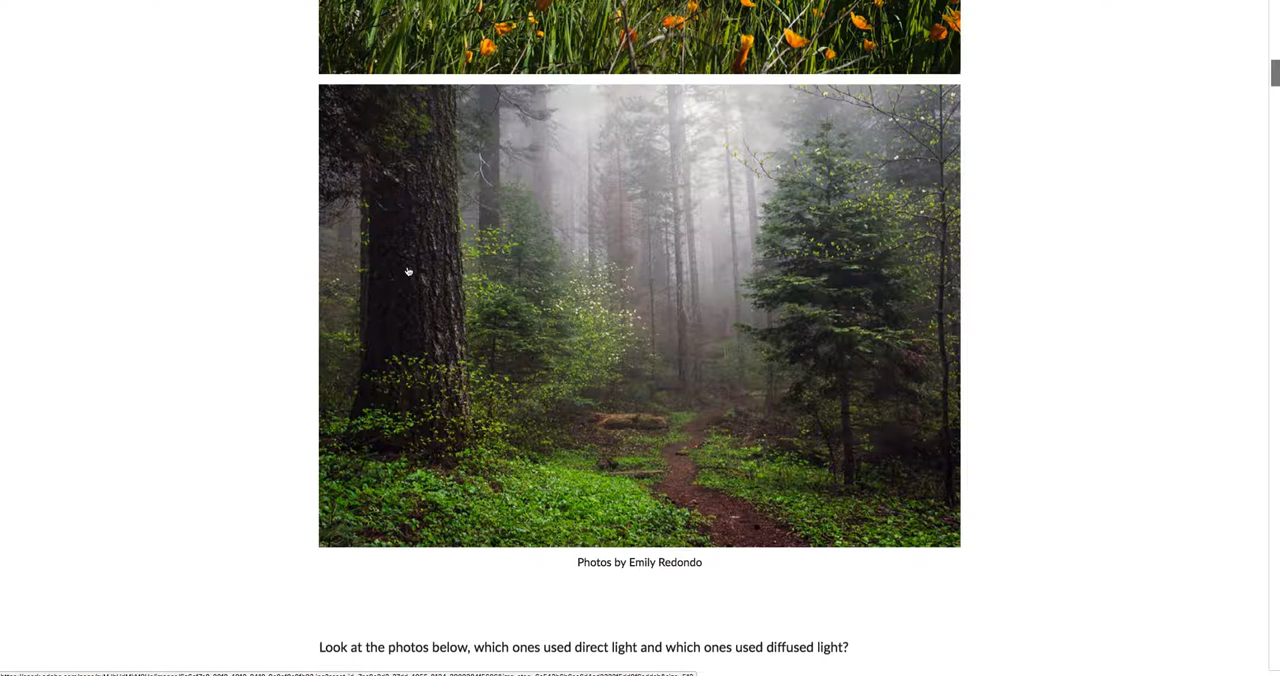 Photos by Emily Redondo
Look at the photos below, which ones used direct light and which ones used diffused light?